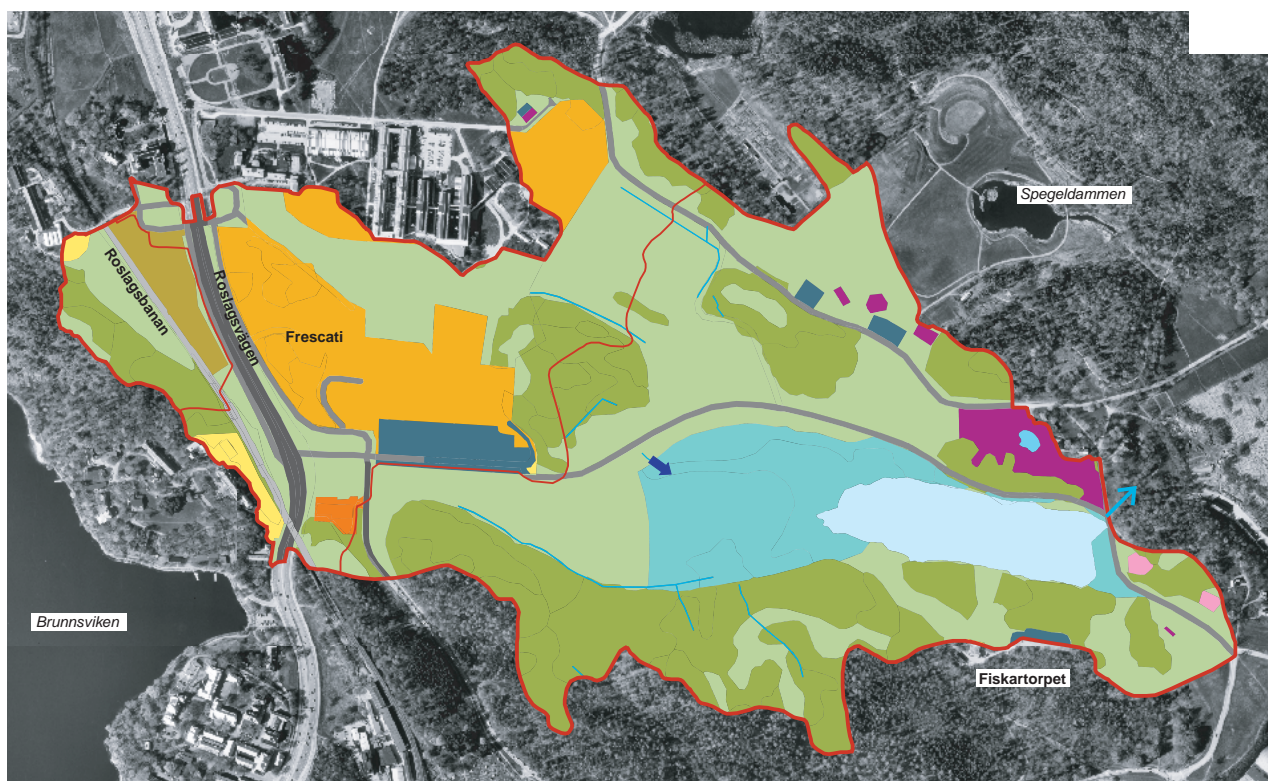 Spegeldammen
Roslagsbanan
Roslagsvägen
Frescati
Brunnsviken
Fiskartorpet